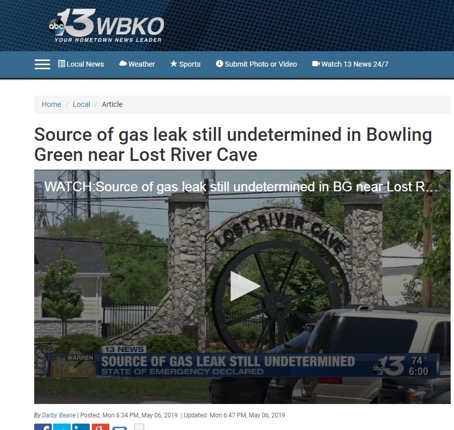 abc 13 WBKO
YOUR HOMETOWN NEWS LEADER
Local News Weather Sports Submit Photo or Video Watch 13 News 24/7
Home / Local / Article
Source of gas leak still undetermined in Bowling
Green near Lost River Cave
WATCH:Source of gas leak still undetermined in BG near Lost R...
LOST RIVER CAVE
13 NEWS
WARREN
SOURCE OF GAS LEAK STILL UNDETERMINED
STATE OF EMERGENCY DECLARED
abc 13
74°
6:00
By Darby Beane | Posted: Mon 6:34 PM, May 06, 2019 | Updated: Mon 6:47 PM, May 06, 2019